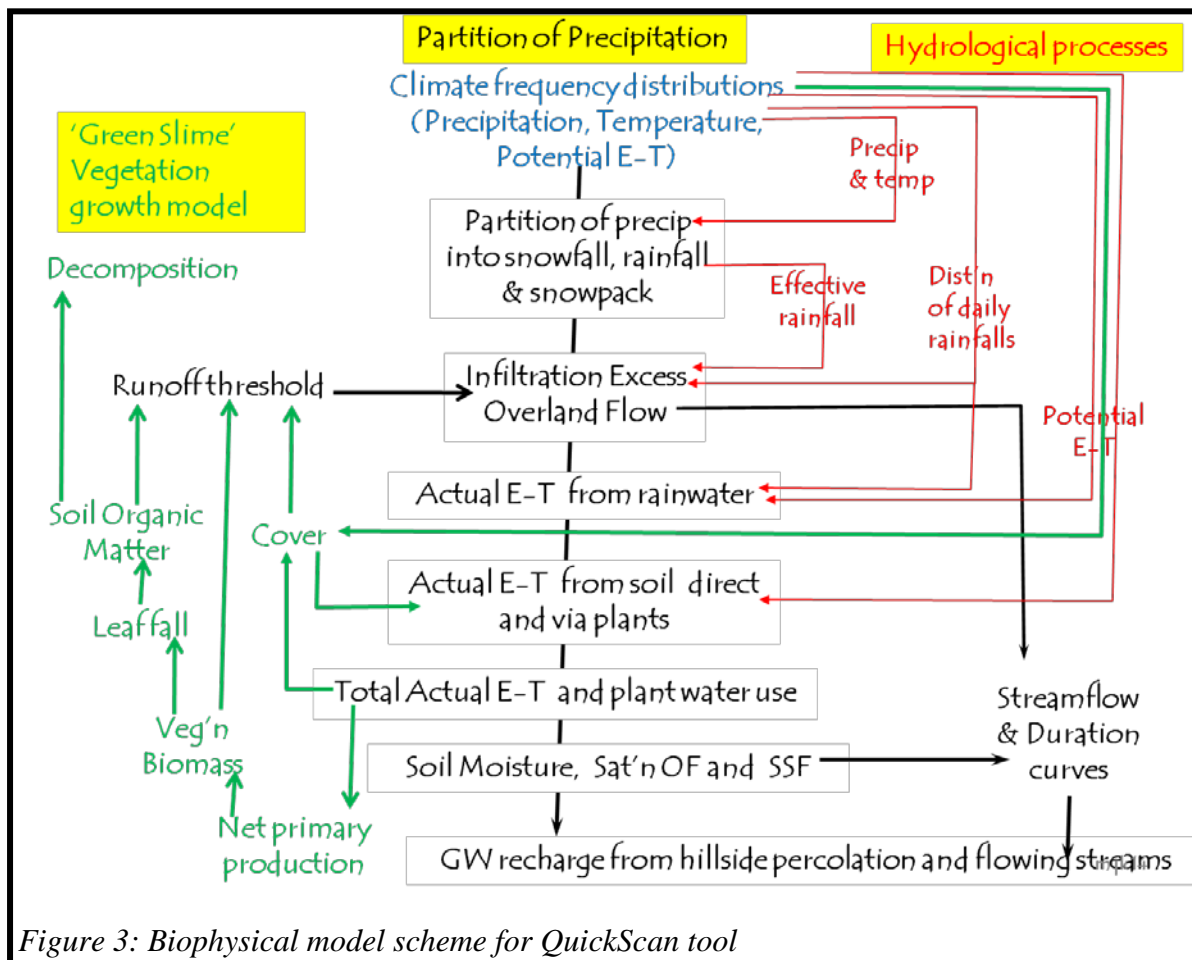 Partition of Precipitation
Hydrological processes
Climate frequency distributions
(Precipitation, Temperature,
Potential E-T)
'Green Slime'
Vegetation
growth model
Precip
& temp
Partition of precip
into snowfall, rainfall
& snowpack
Decomposition
Effective
rainfall
Dist'n
of daily
rainfalls
Runoff threshold
Infiltration Excess
Overland Flow
Potential
E-T
Actual E-T from rainwater
Soil Organic
Matter
Cover
Actual E-T from soil direct
and via plants
Leaf fall
Total Actual E-T and plant water use
Streamflow
& Duration
curves
Veg'n
Biomass
Soil Moisture, Sat'n OF and SSF
Net primary
production
GW recharge from hillside percolation and flowing streams
Figure 3: Biophysical model scheme for QuickScan tool